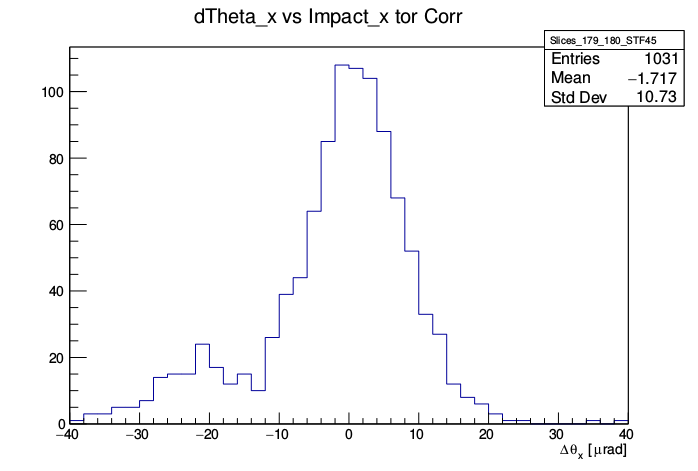 dTheta_x vs Impact_x tor Corr
Slices_179_180_STF45
Entries 1031
Mean −1.717
Std Dev 10.73
100
80
60
40
20
0
−40 −30 −20 −10 0 10 20 30 40
Δθx [μrad]